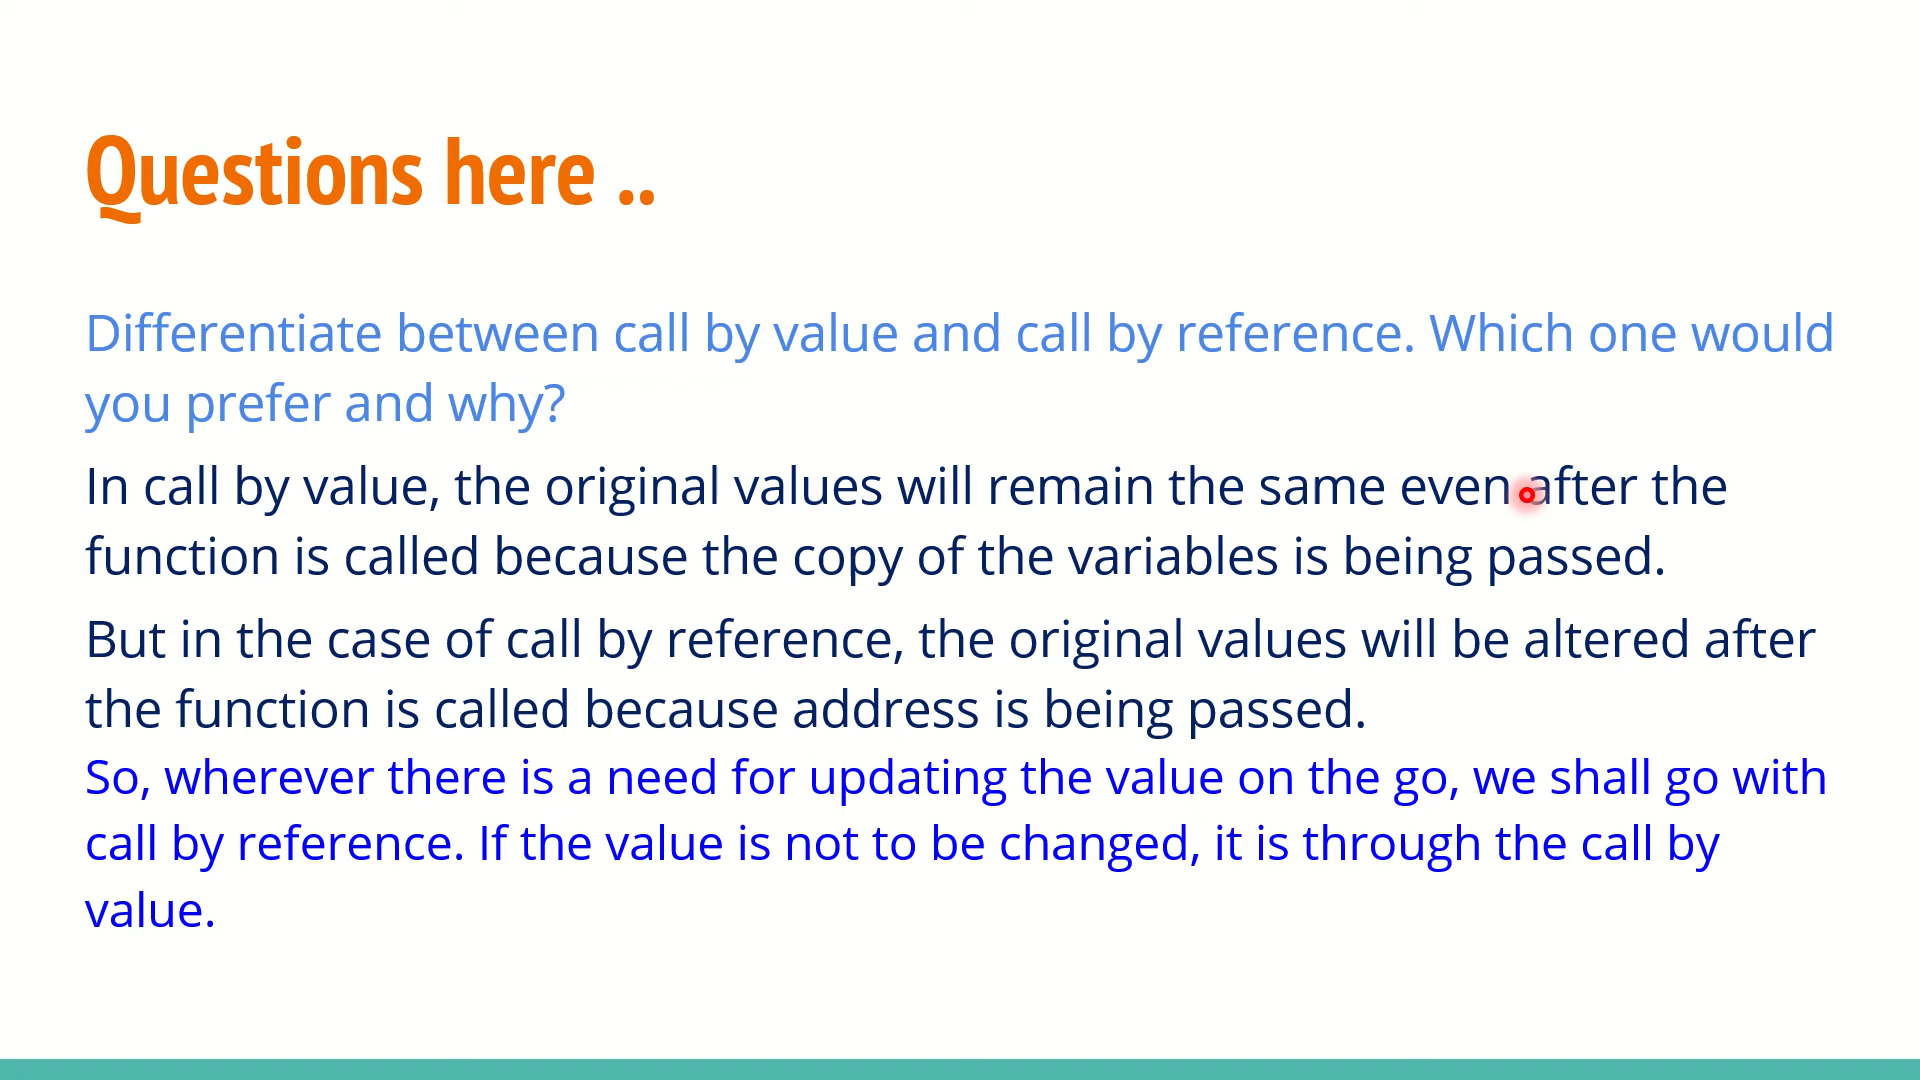 Questions here ..
Differentiate between call by value and call by reference. Which one would
you prefer and why?
In call by value, the original values will remain the same even after the
function is called because the copy of the variables is being passed.
But in the case of call by reference, the original values will be altered after
the function is called because address is being passed.
So, wherever there is a need for updating the value on the go, we shall go with
call by reference. If the value is not to be changed, it is through the call by
value.